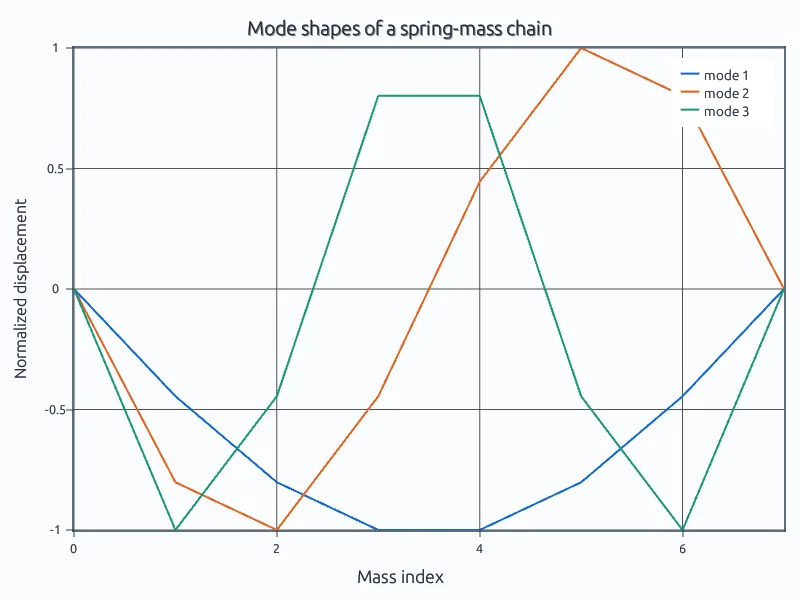 Mode shapes of a spring-mass chain
1
0.5
0
-0.5
-1
Normalized displacement
0
2
4
6
Mass index
mode 1
mode 2
mode 3